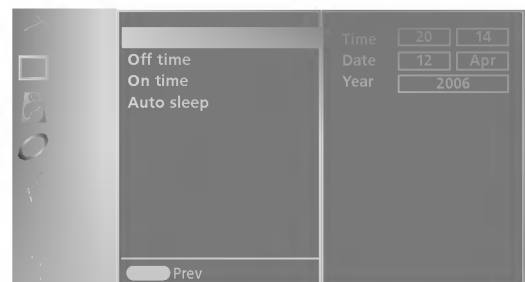 Time 20 14
Off time
Date 12 Apr
On time
Year 2006
Auto sleep
Prev